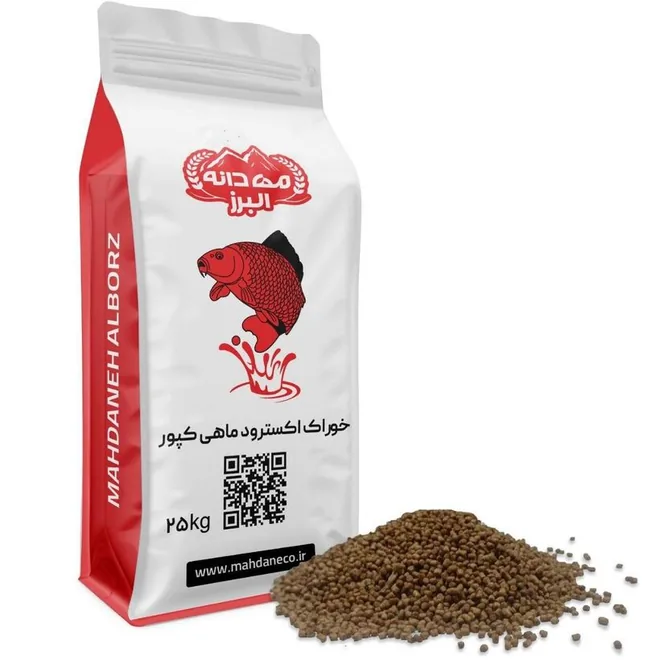 مه دانه
البرز
MAHDANEH ALBORZ
خوراک اکسترود ماهی کپور
۲۵kg
www.mahdaneco.ir